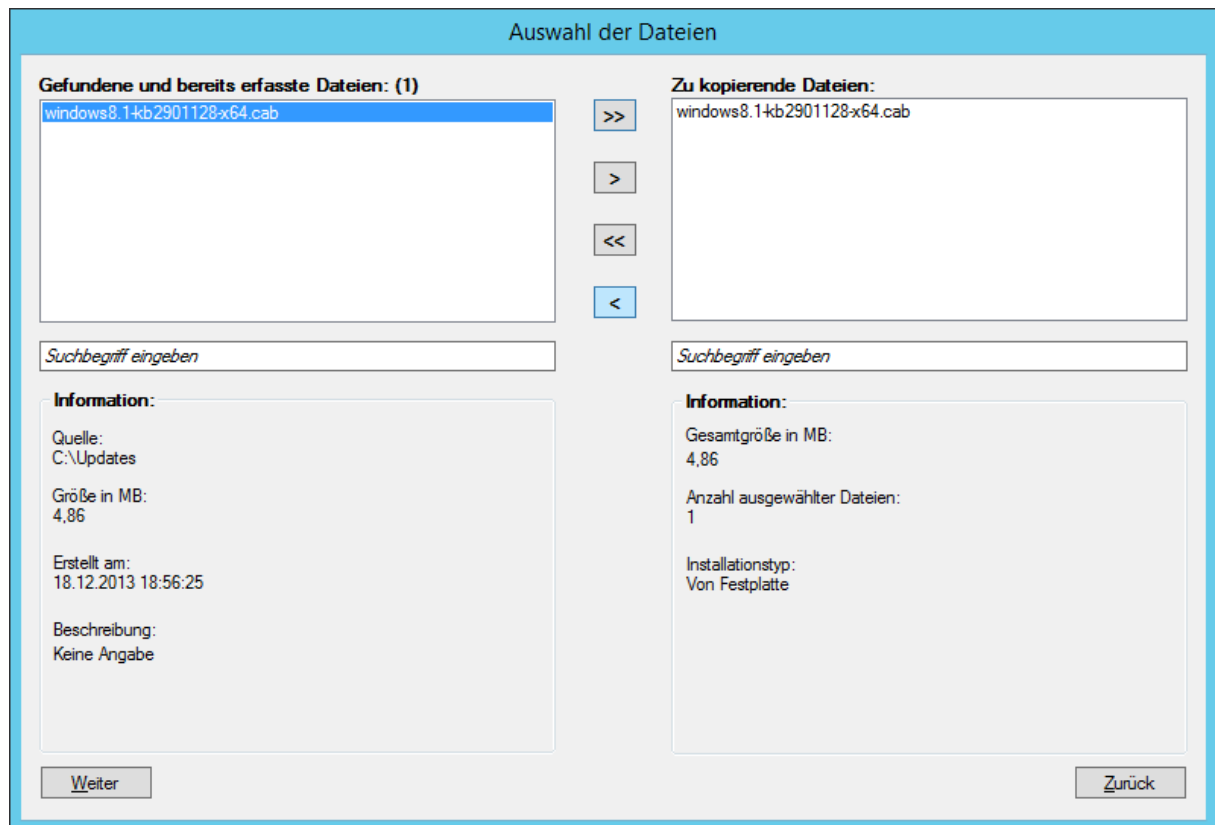 Auswahl der Dateien
Gefundene und bereits erfasste Dateien: (1)
windows8.1-kb2901128-x64.cab
>>
>
<<
<
Zu kopierende Dateien:
windows8.1-kb2901128-x64.cab
Suchbegriff eingeben
Suchbegriff eingeben
Information:
Quelle:
C:\Updates
Größe in MB:
4,86
Erstellt am:
18.12.2013 18:56:25
Beschreibung:
Keine Angabe
Information:
Gesamtgröße in MB:
4,86
Anzahl ausgewählter Dateien:
1
Installationstyp:
Von Festplatte
Weiter
Zurück